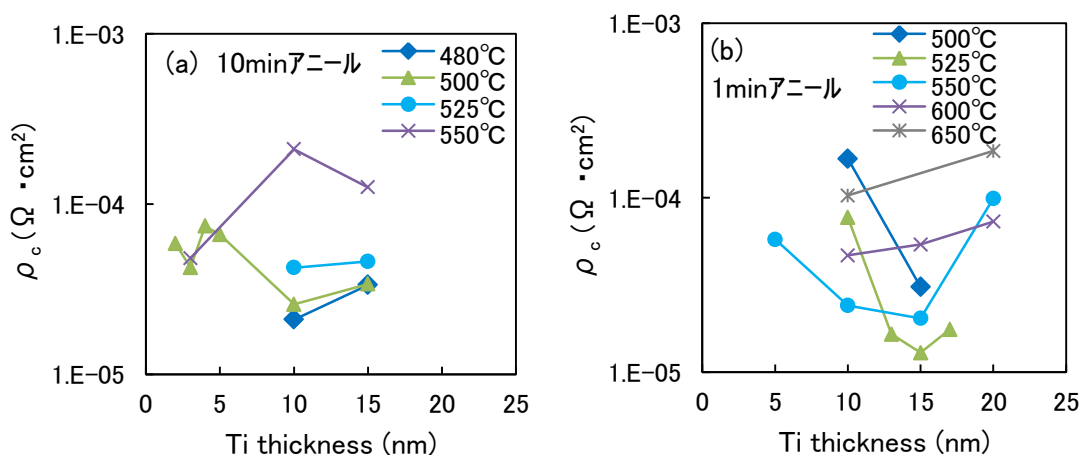 1.E-03
(a) 10minアニール
480℃
500℃
525℃
550℃
1.E-04
1.E-05
ρc(Ω・cm²)
0 5 10 15 20 25
Ti thickness (nm)
1.E-03
(b)
1minアニール
500℃
525℃
550℃
600℃
650℃
1.E-04
1.E-05
ρc(Ω・cm²)
0 5 10 15 20 25
Ti thickness (nm)